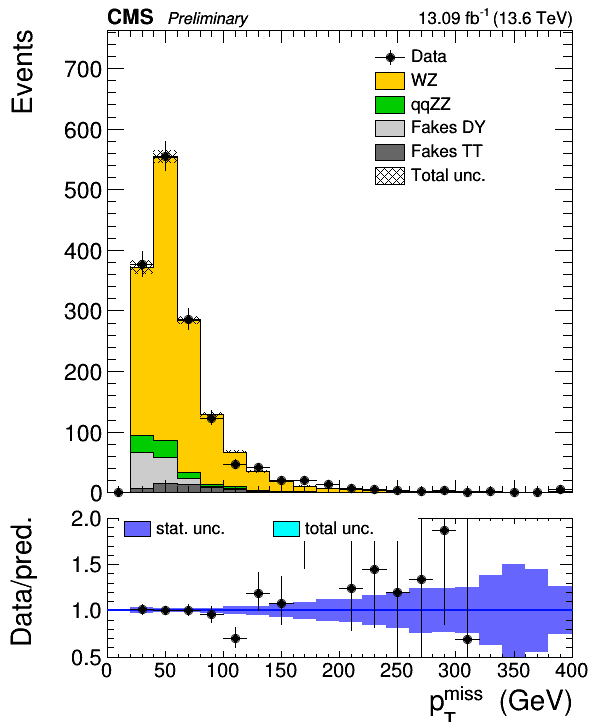 CMS Preliminary 13.09 fb-1 (13.6 TeV)
Events
700
600
500
400
300
200
100
0
Data
WZ
qqZZ
Fakes DY
Fakes TT
Total unc.
Data/pred.
2.0
1.5
1.0
0.5
stat. unc.
total unc.
0 50 100 150 200 250 300 350 400
pTmiss (GeV)